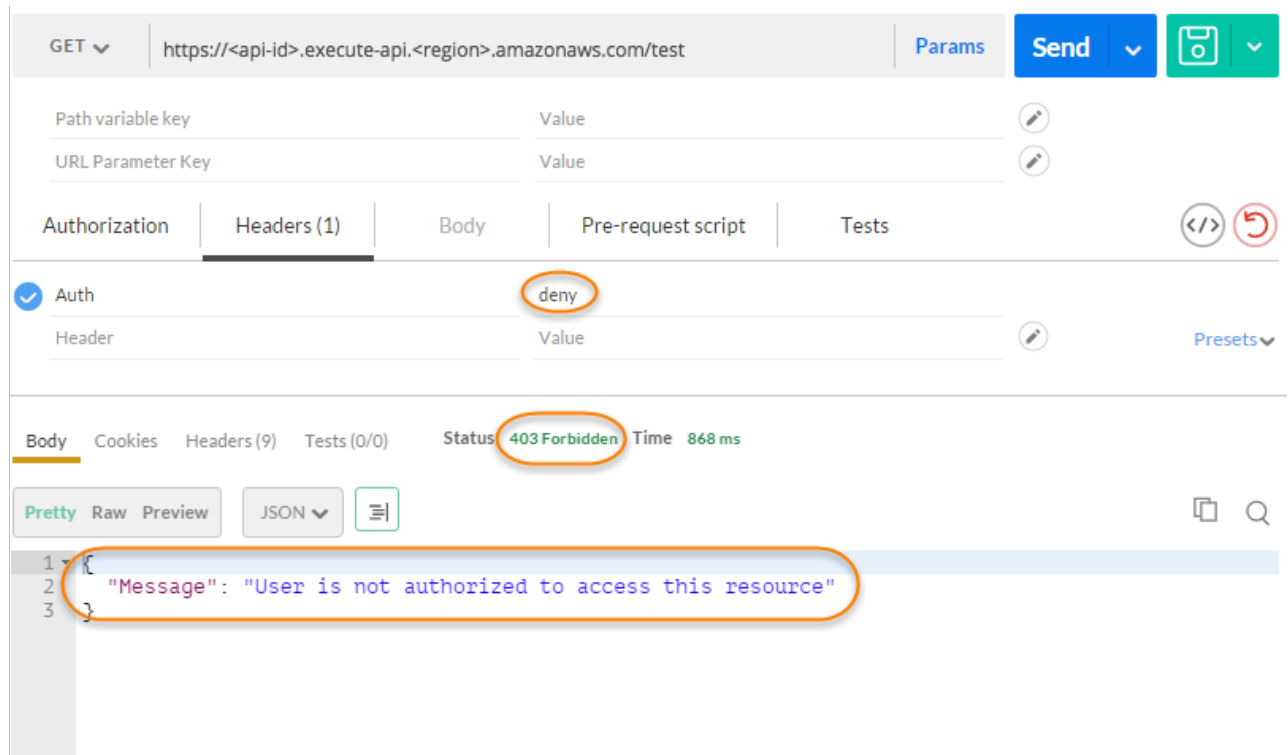 GET https://<api-id>.execute-api.<region>.amazonaws.com/test Params Send
Path variable key Value
URL Parameter Key Value
Authorization Headers (1) Body Pre-request script Tests </>
Auth deny
Header Value Presets
Body Cookies Headers (9) Tests (0/0) Status 403 Forbidden Time 868 ms
Pretty Raw Preview JSON
1 {
2 "Message": "User is not authorized to access this resource"
3 }